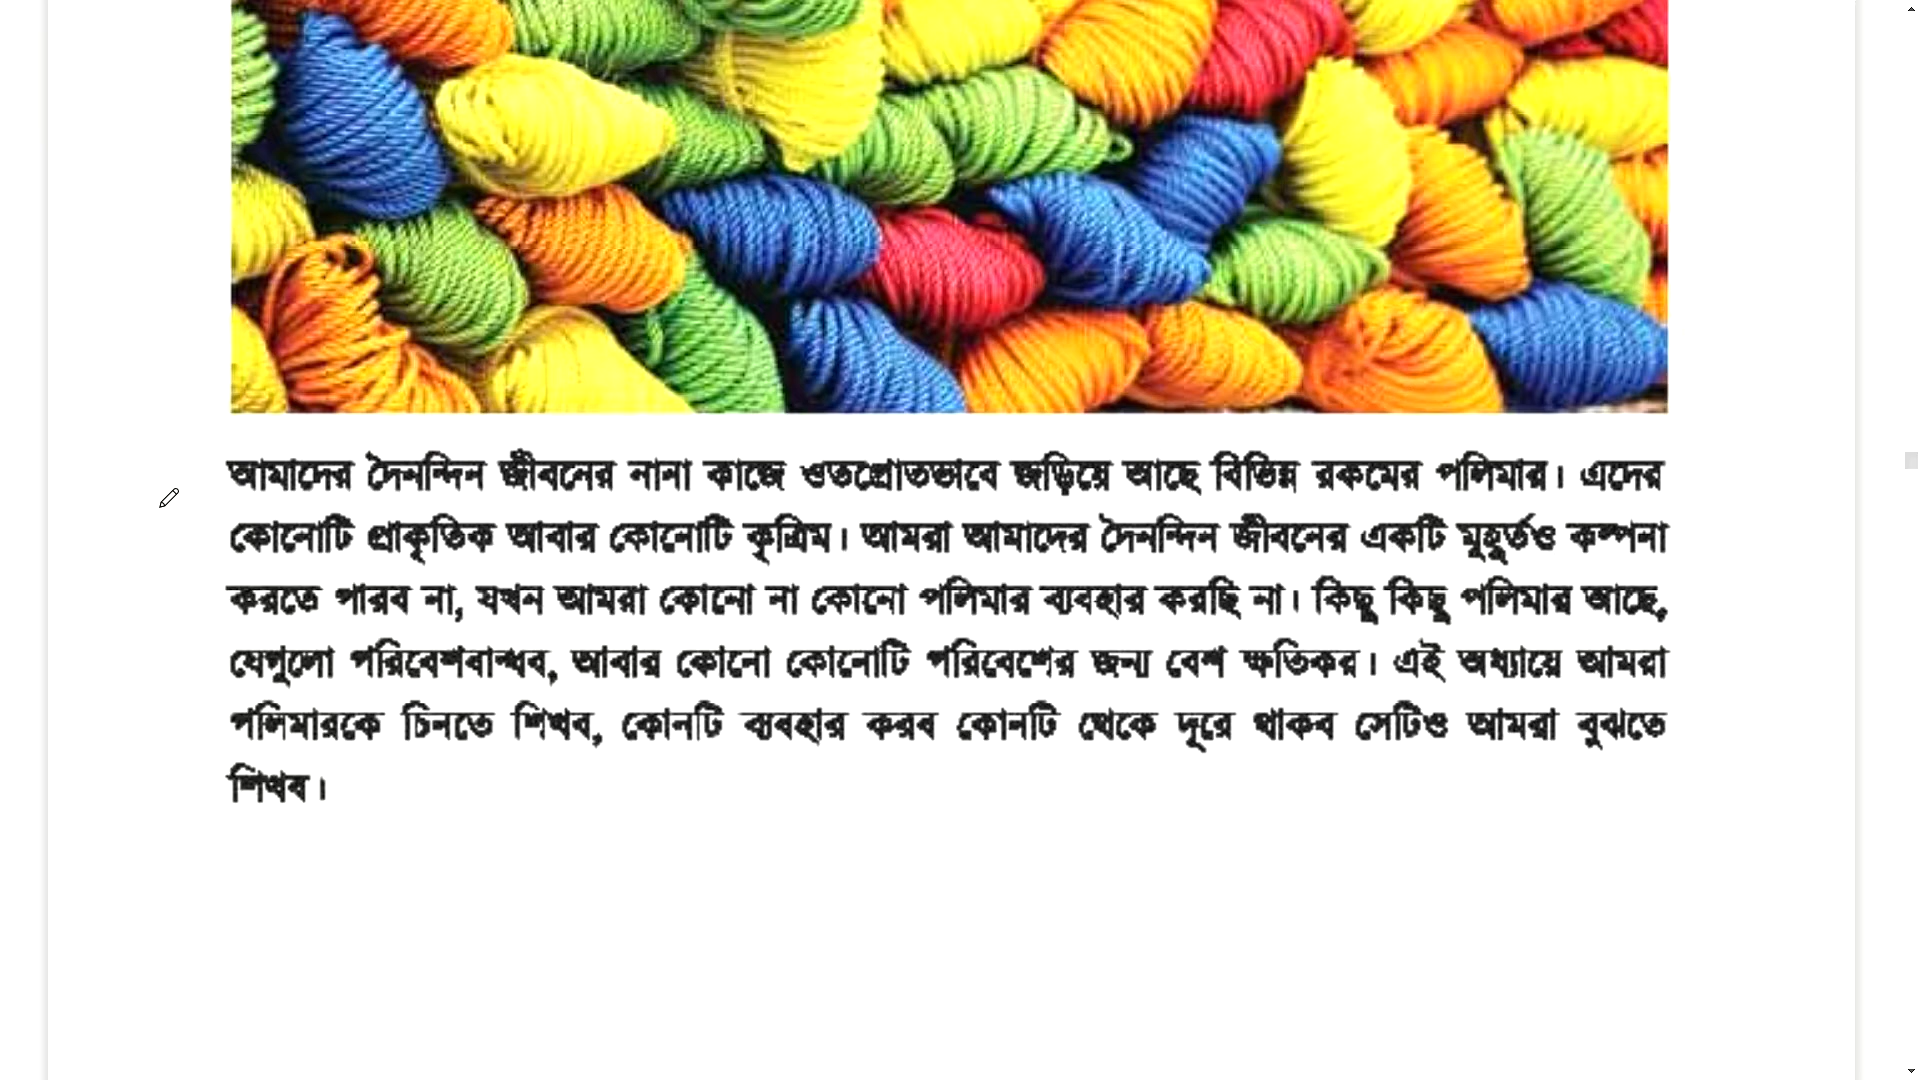 আমাদের দৈনন্দিন জীবনের নানা কাজে ওতপ্রোতভাবে জড়িয়ে আছে বিভিন্ন রকমের পলিমার। এদের
কোনোটি প্রাকৃতিক আবার কোনোটি কৃত্রিম। আমরা আমাদের দৈনন্দিন জীবনের একটি মুহূর্তও কল্পনা
করতে পারব না, যখন আমরা কোনো না কোনো পলিমার ব্যবহার করছি না। কিছু কিছু পলিমার আছে,
যেগুলো পরিবেশবান্ধব, আবার কোনো কোনোটি পরিবেশের জন্য বেশ ক্ষতিকর। এই অধ্যায়ে আমরা
পলিমারকে চিনতে শিখব, কোনটি ব্যবহার করব কোনটি থেকে দূরে থাকব সেটিও আমরা বুঝতে
শিখব।